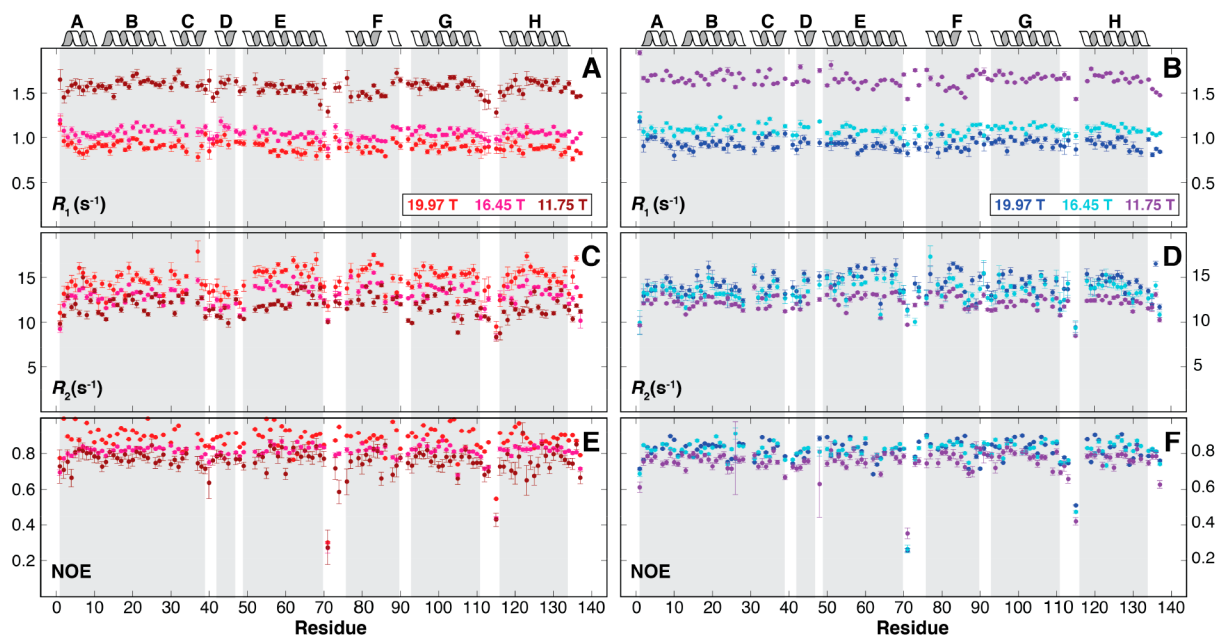 A B C D E F G H A B C D E F G H
A B
1.5 1.5
1.0 1.0
0.5 0.5
R1 (s-1) 19.97 T 16.45 T 11.75 T R1 (s-1) 19.97 T 16.45 T 11.75 T
C D
15 15
10 10
5 5
R2(s-1) R2(s-1)
E F
0.8 0.8
0.6 0.6
0.4 0.4
0.2 0.2
NOE NOE
0 10 20 30 40 50 60 70 80 90 100 110 120 130 140 0 10 20 30 40 50 60 70 80 90 100 110 120 130 140
Residue Residue